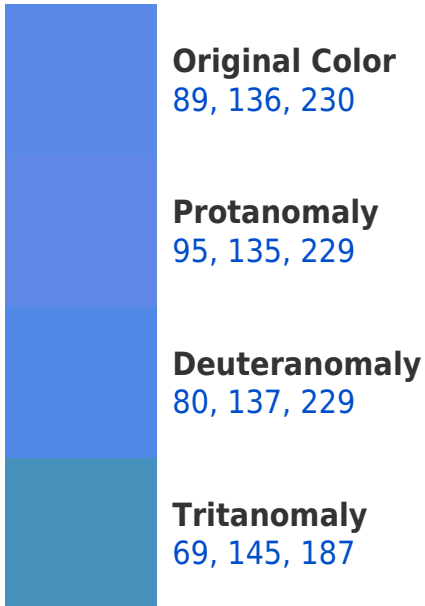 Original Color
89, 136, 230
Protanomaly
95, 135, 229
Deuteranomaly
80, 137, 229
Tritanomaly
69, 145, 187